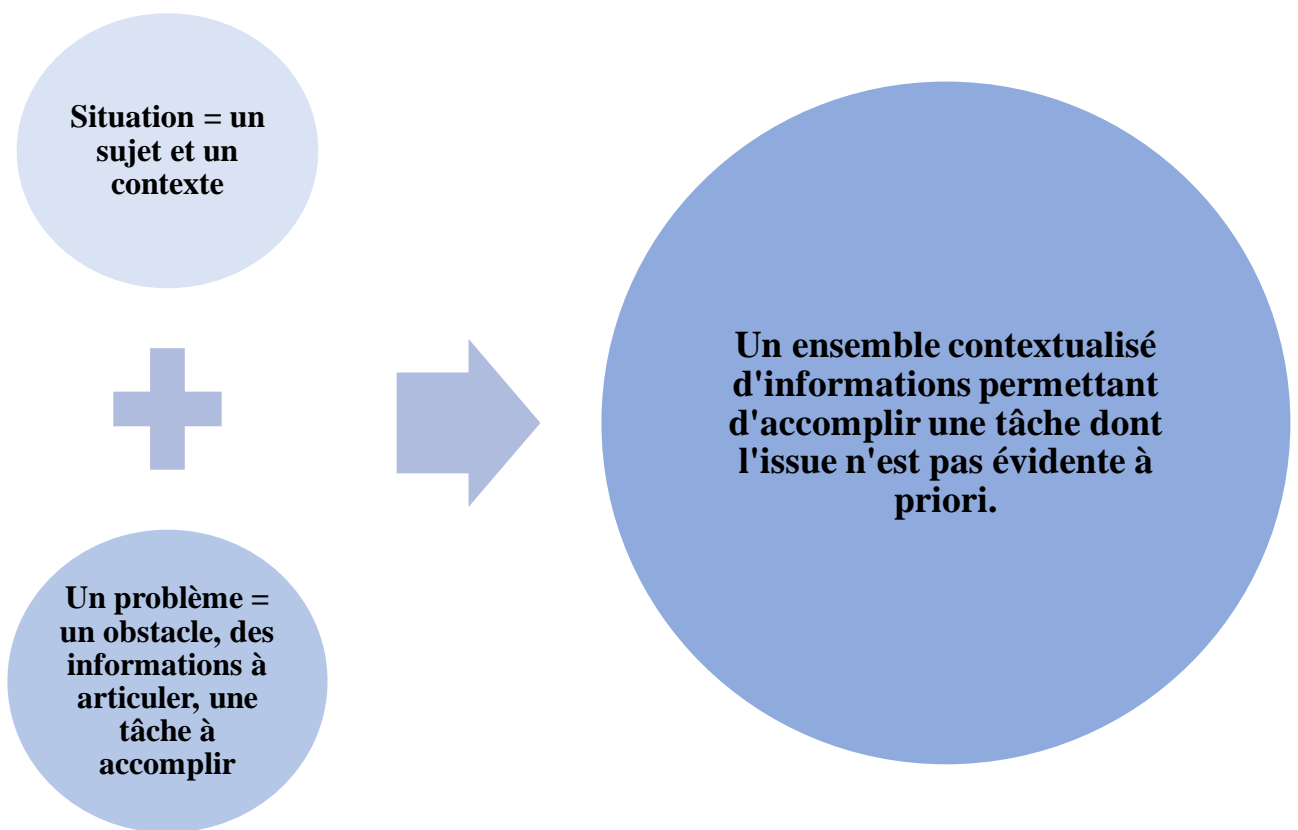 Situation = un
sujet et un
contexte
Un problème =
un obstacle, des
informations à
articuler, une
tâche à
accomplir
Un ensemble contextualisé
d'informations permettant
d'accomplir une tâche dont
l'issue n'est pas évidente à
priori.